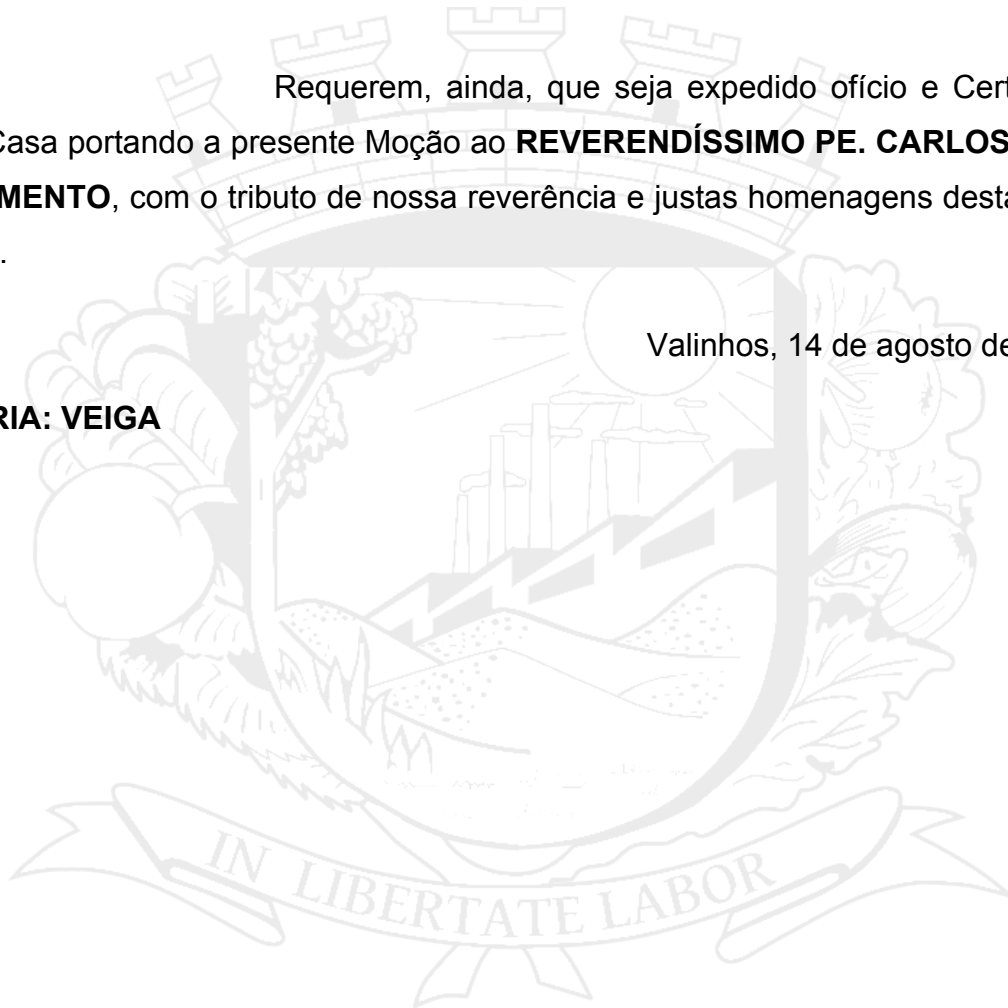 Requerem, ainda, que seja expedido ofício e Cert
Casa portando a presente Moção ao REVERENDÍSSIMO PE. CARLOS
MENTO, com o tributo de nossa reverência e justas homenagens desta
.
Valinhos, 14 de agosto de
RIA: VEIGA
IN LIBERTATE LABOR